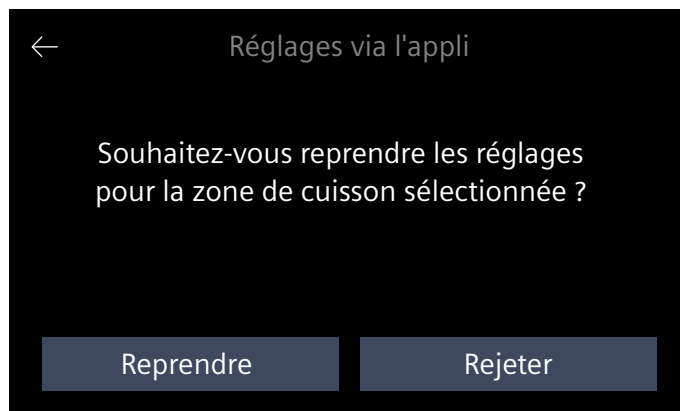 Réglages via l'appli
Souhaitez-vous reprendre les réglages
pour la zone de cuisson sélectionnée ?
Reprendre
Rejeter